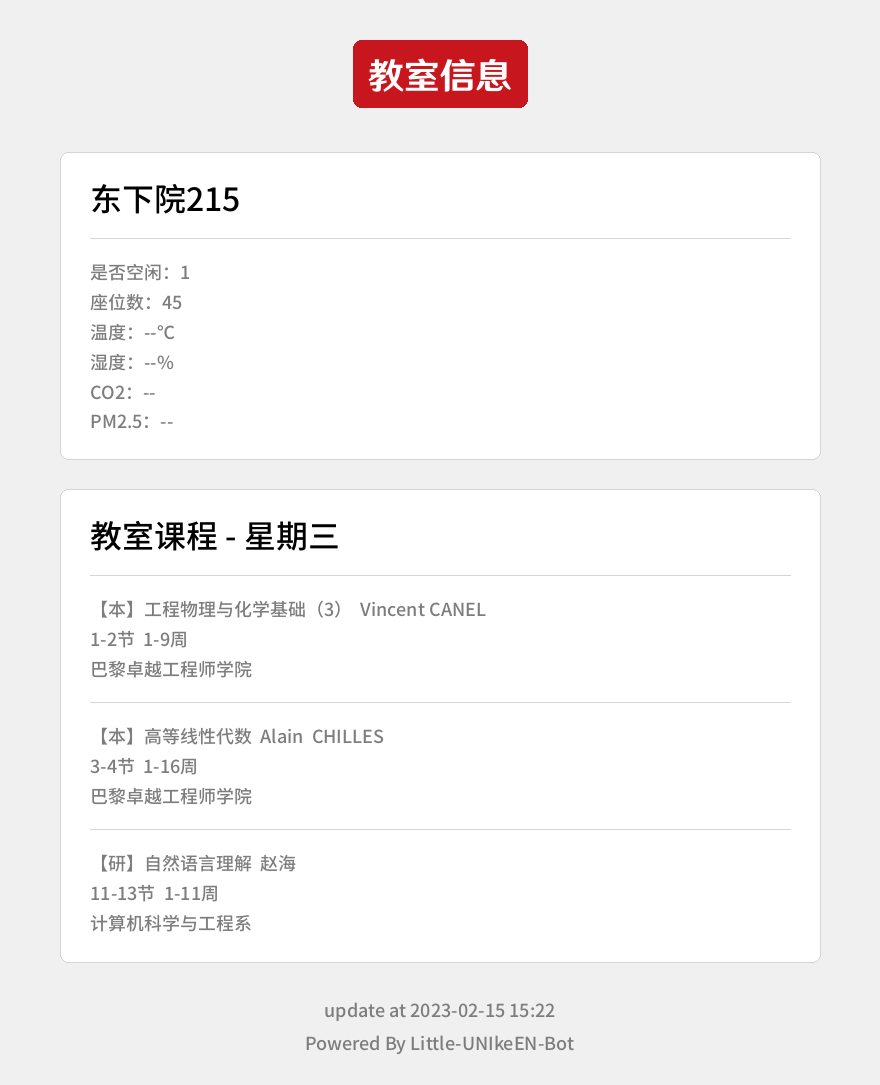 教室信息
东下院215
是否空闲：1
座位数：45
温度：--℃
湿度：--%
CO2：--
PM2.5：--
教室课程 - 星期三
【本】工程物理与化学基础（3） Vincent CANEL
1-2节 1-9周
巴黎卓越工程师学院
【本】高等线性代数 Alain CHILLES
3-4节 1-16周
巴黎卓越工程师学院
【研】自然语言理解 赵海
11-13节 1-11周
计算机科学与工程系
update at 2023-02-15 15:22
Powered By Little-UNIkeEN-Bot